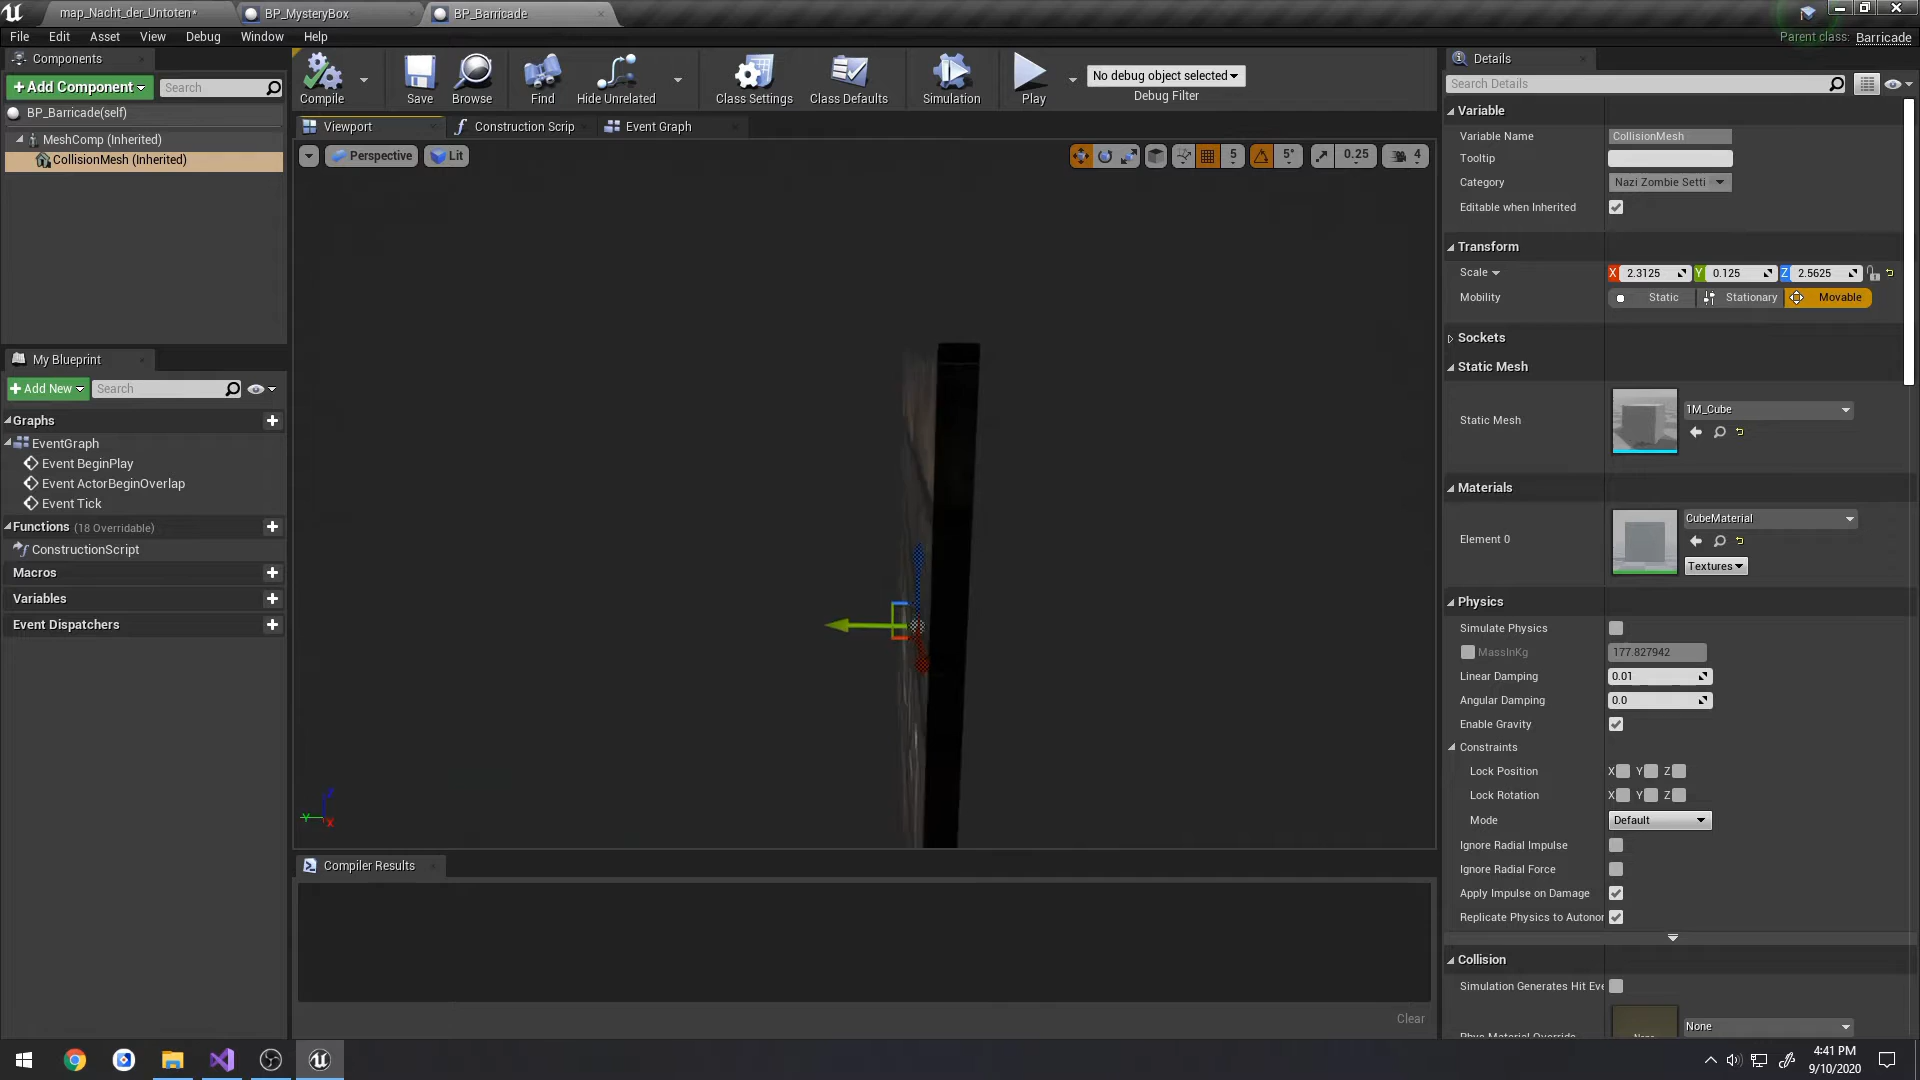 map_Nacht_der_Untoten*
BP_MysteryBox
BP_Barricade
File Edit Asset View Debug Window Help
Parent class: Barricade
Components
+Add Component
Search
BP_Barricade(self)
MeshComp (Inherited)
CollisionMesh (Inherited)
My Blueprint
+Add New
Search
Graphs
EventGraph
Event BeginPlay
Event ActorBeginOverlap
Event Tick
Functions (18 Overridable)
ConstructionScript
Macros
Variables
Event Dispatchers
Compile
Save
Browse
Find
Hide Unrelated
Class Settings
Class Defaults
Simulation
Play
No debug object selected
Debug Filter
Viewport
Construction Scrip
Event Graph
Perspective
Lit
5
5°
0.25
4
Z
Y
X
Compiler Results
Clear
Details
Search Details
Variable
Variable Name CollisionMesh
Tooltip
Category Nazi Zombie Setti
Editable when Inherited
Transform
Scale X 2.3125 Y 0.125 Z 2.5625
Mobility Static Stationary Movable
Sockets
Static Mesh
Static Mesh 1M_Cube
Materials
Element 0 CubeMaterial
Textures
Physics
Simulate Physics
MassInKg 177.827942
Linear Damping 0.01
Angular Damping 0.0
Enable Gravity
Constraints
Lock Position X Y Z
Lock Rotation X Y Z
Mode Default
Ignore Radial Impulse
Ignore Radial Force
Apply Impulse on Damage
Replicate Physics to Autonor
Collision
Simulation Generates Hit Eve
Phys Material Override None
None
4:41 PM
9/10/2020